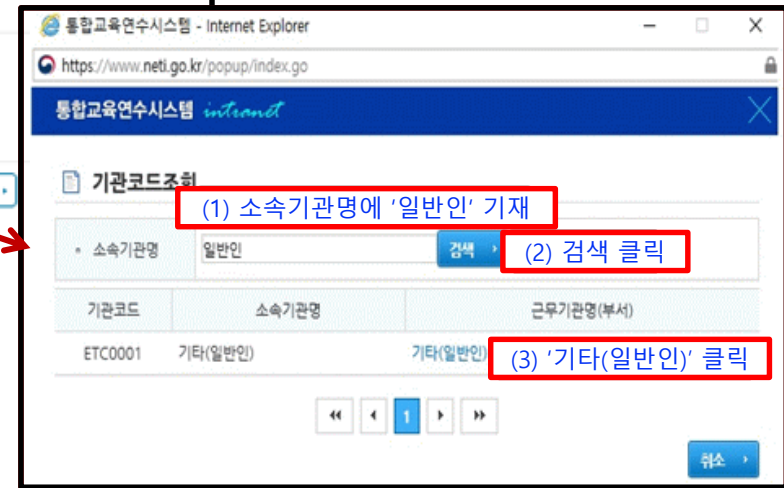 통합교육연수시스템 - Internet Explorer
https://www.neti.go.kr/popup/index.go
통합교육연수시스템 intranet
기관코드조회
(1) 소속기관명에 '일반인' 기재
소속기관명 일반인 검색
(2) 검색 클릭
기관코드 소속기관명 근무기관명(부서)
ETC0001 기타(일반인) 기타(일반인)
(3) '기타(일반인)' 클릭
1
취소